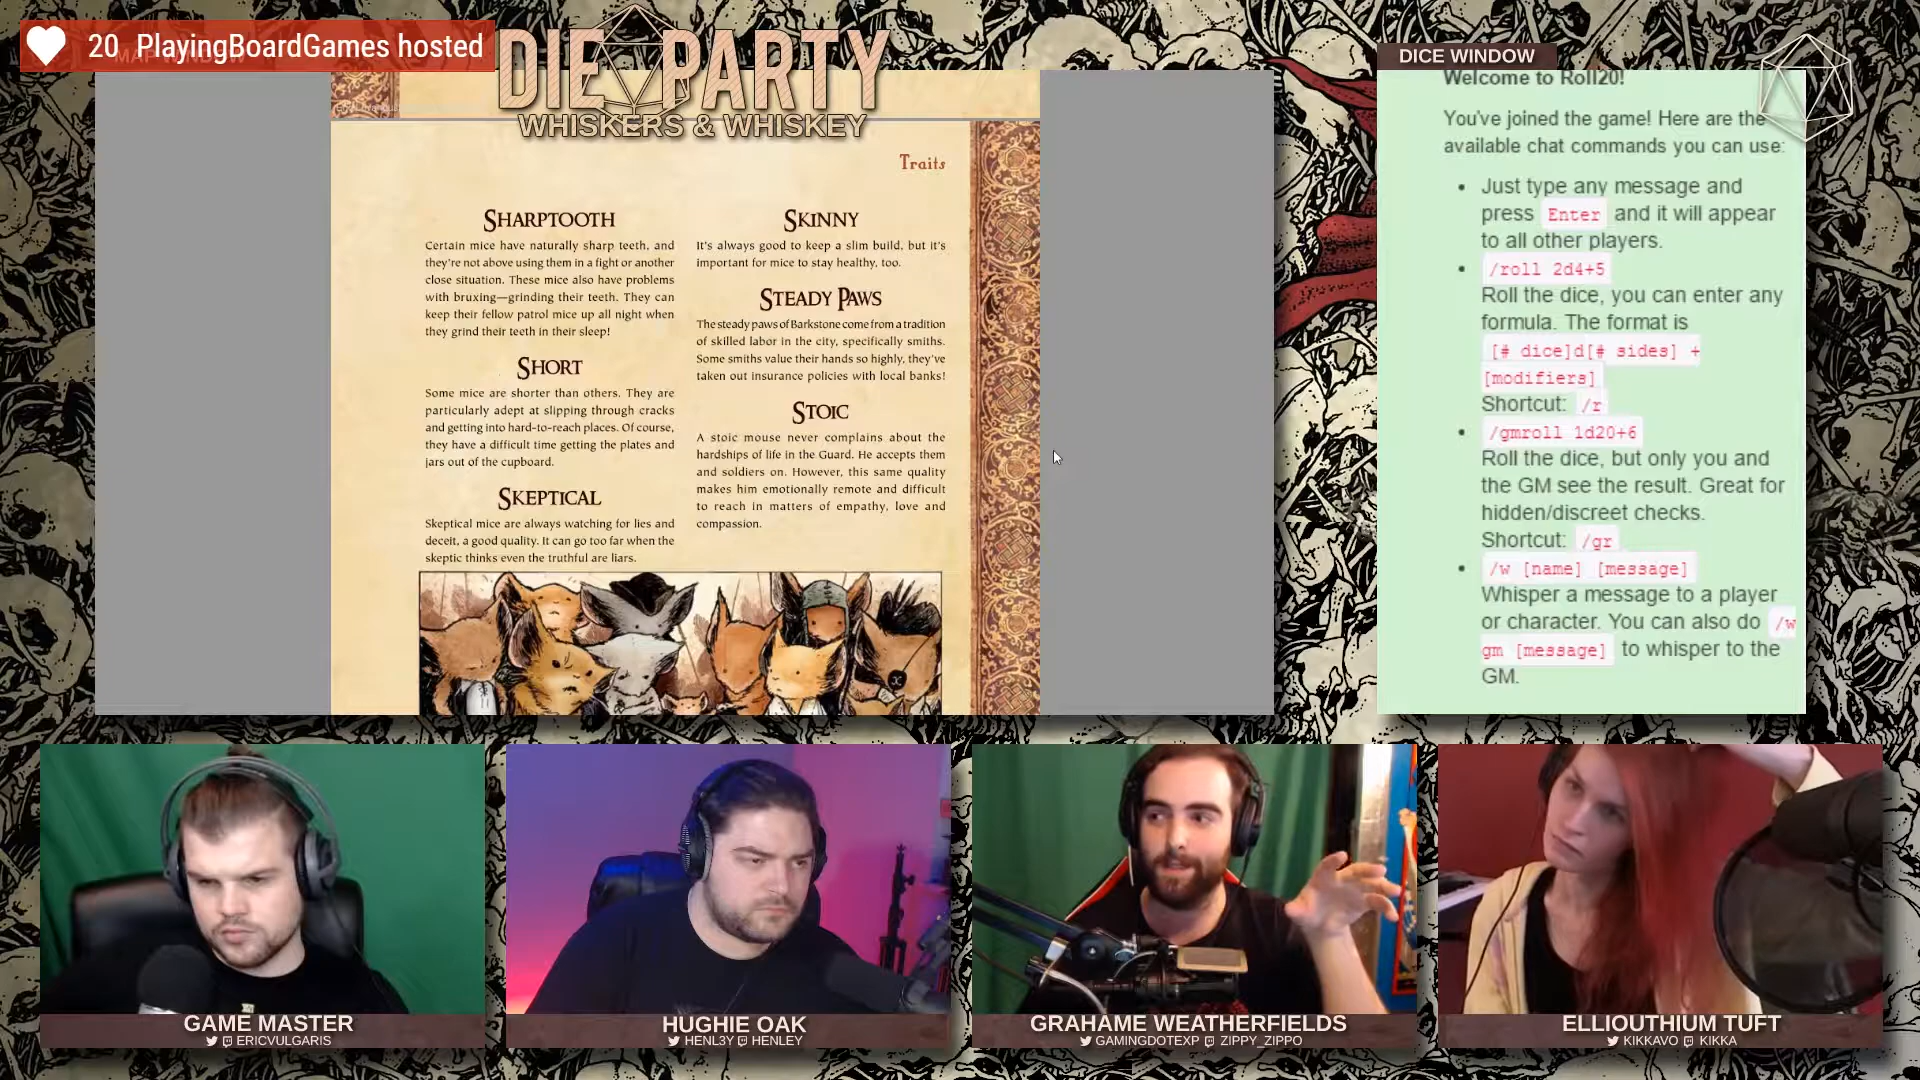 20 PlayingBoardGames hosted
DIE PARTY
WHISKERS & WHISKEY
Traits
SHARPTOOTH
Certain mice have naturally sharp teeth, and
they're not above using them in a fight or another
close situation. These mice also have problems
with bruxing—grinding their teeth. They can
keep their fellow patrol mice up all night when
they grind their teeth in their sleep!
SHORT
Some mice are shorter than others. They are
particularly adept at slipping through cracks
and getting into hard-to-reach places. Of course,
they have a difficult time getting the plates and
jars out of the cupboard.
SKEPTICAL
Skeptical mice are always watching for lies and
deceit, a good quality. It can go too far when the
skeptic thinks even the truthful are liars.
SKINNY
It's always good to keep a slim build, but it's
important for mice to stay healthy, too.
STEADY PAWS
The steady paws of Barkstone come from a tradition
of skilled labor in the city, specifically smiths.
Some smiths value their hands so highly, they've
taken out insurance policies with local banks!
STOIC
A stoic mouse never complains about the
hardships of life in the Guard. He accepts them
and soldiers on. However, this same quality
makes him emotionally remote and difficult
to reach in matters of empathy, love and
compassion.
DICE WINDOW
Welcome to Roll20!
You've joined the game! Here are the
available chat commands you can use:
Just type any message and
press Enter and it will appear
to all other players.
/roll 2d4+5
Roll the dice, you can enter any
formula. The format is
[# dice]d[# sides] +
[modifiers]
Shortcut: /r
/gmroll 1d20+6
Roll the dice, but only you and
the GM see the result. Great for
hidden/discreet checks.
Shortcut: /gr
/w [name] [message]
Whisper a message to a player
or character. You can also do /w
gm [message] to whisper to the
GM.
GAME MASTER
ERICVULGARIS
HUGHIE OAK
HENL3Y HENLEY
GRAHAME WEATHERFIELDS
GAMINGDOTEXP ZIPPY_ZIPPO
ELLIOUTHIUM TUFT
KIKKAVO KIKKA